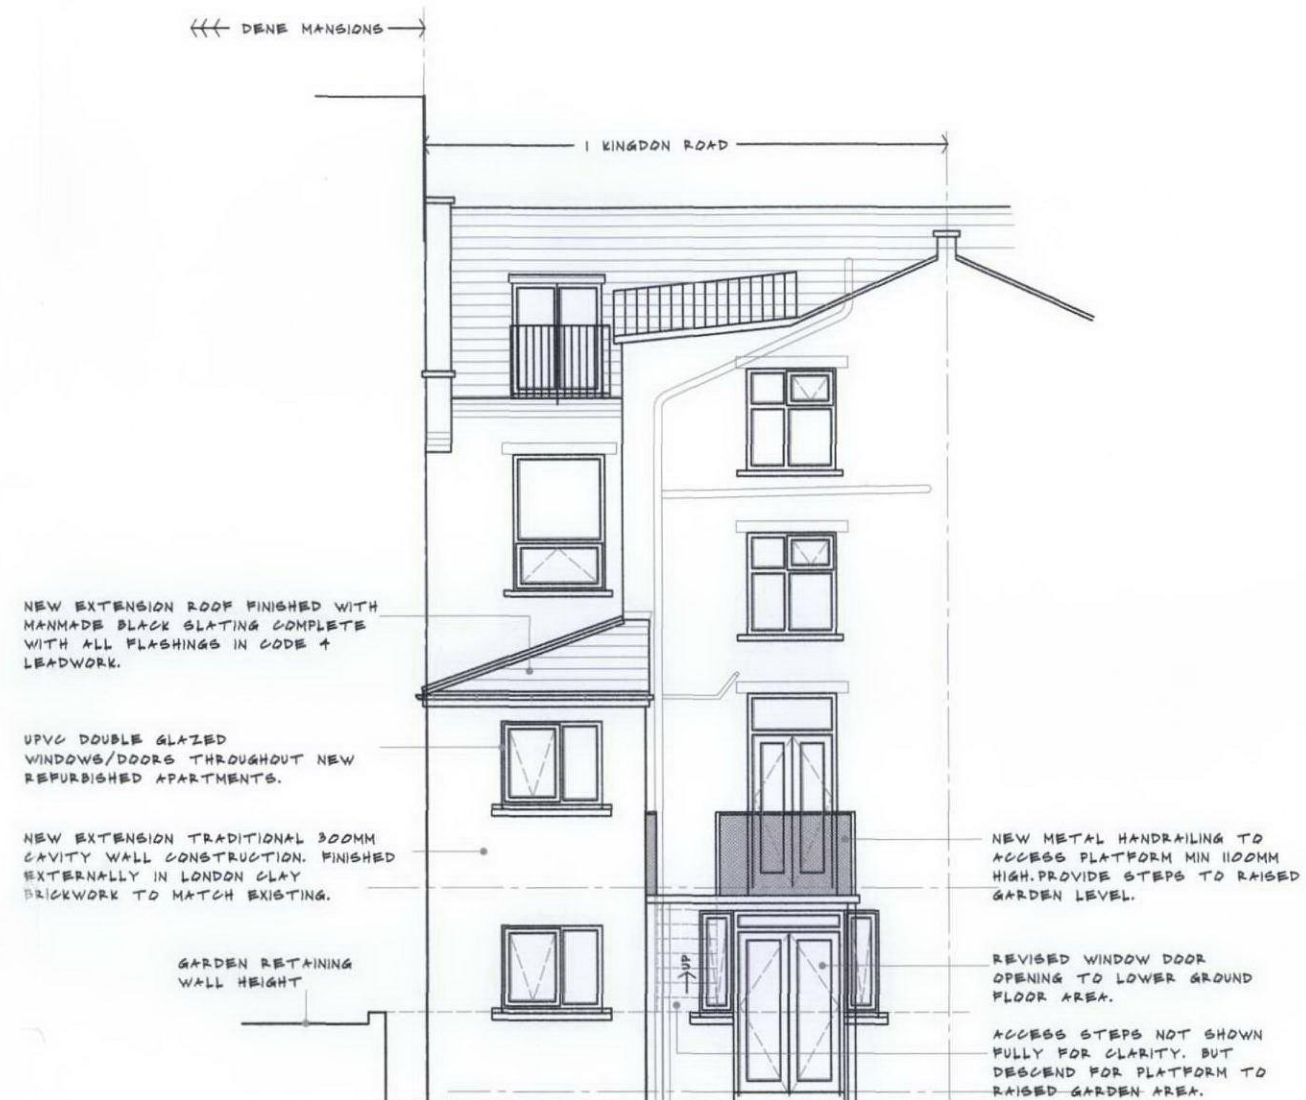 DENE MANSIONS
1 KINGDON ROAD
NEW EXTENSION ROOF FINISHED WITH
MANMADE BLACK SLATING COMPLETE
WITH ALL FLASHINGS IN CODE 4
LEADWORK.
UPVC DOUBLE GLAZED
WINDOWS/DOORS THROUGHOUT NEW
REFURBISHED APARTMENTS.
NEW EXTENSION TRADITIONAL 300MM
CAVITY WALL CONSTRUCTION. FINISHED
EXTERNALLY IN LONDON CLAY
BRICKWORK TO MATCH EXISTING.
GARDEN RETAINING
WALL HEIGHT
UP
NEW METAL HANDRAILING TO
ACCESS PLATFORM MIN 1100MM
HIGH. PROVIDE STEPS TO RAISED
GARDEN LEVEL.
REVISED WINDOW DOOR
OPENING TO LOWER GROUND
FLOOR AREA.
ACCESS STEPS NOT SHOWN
FULLY FOR CLARITY. BUT
DESCEND FOR PLATFORM TO
RAISED GARDEN AREA.